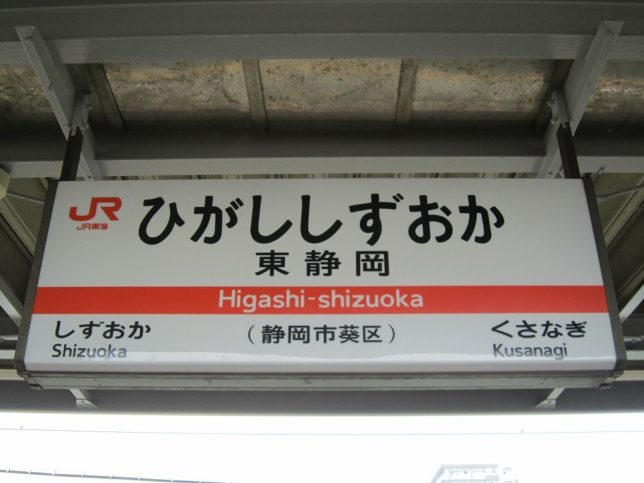 JR
JR東海
ひがししずおか
東静岡
Higashi-shizuoka
しずおか
Shizuoka
（静岡市葵区）
くさなぎ
Kusanagi